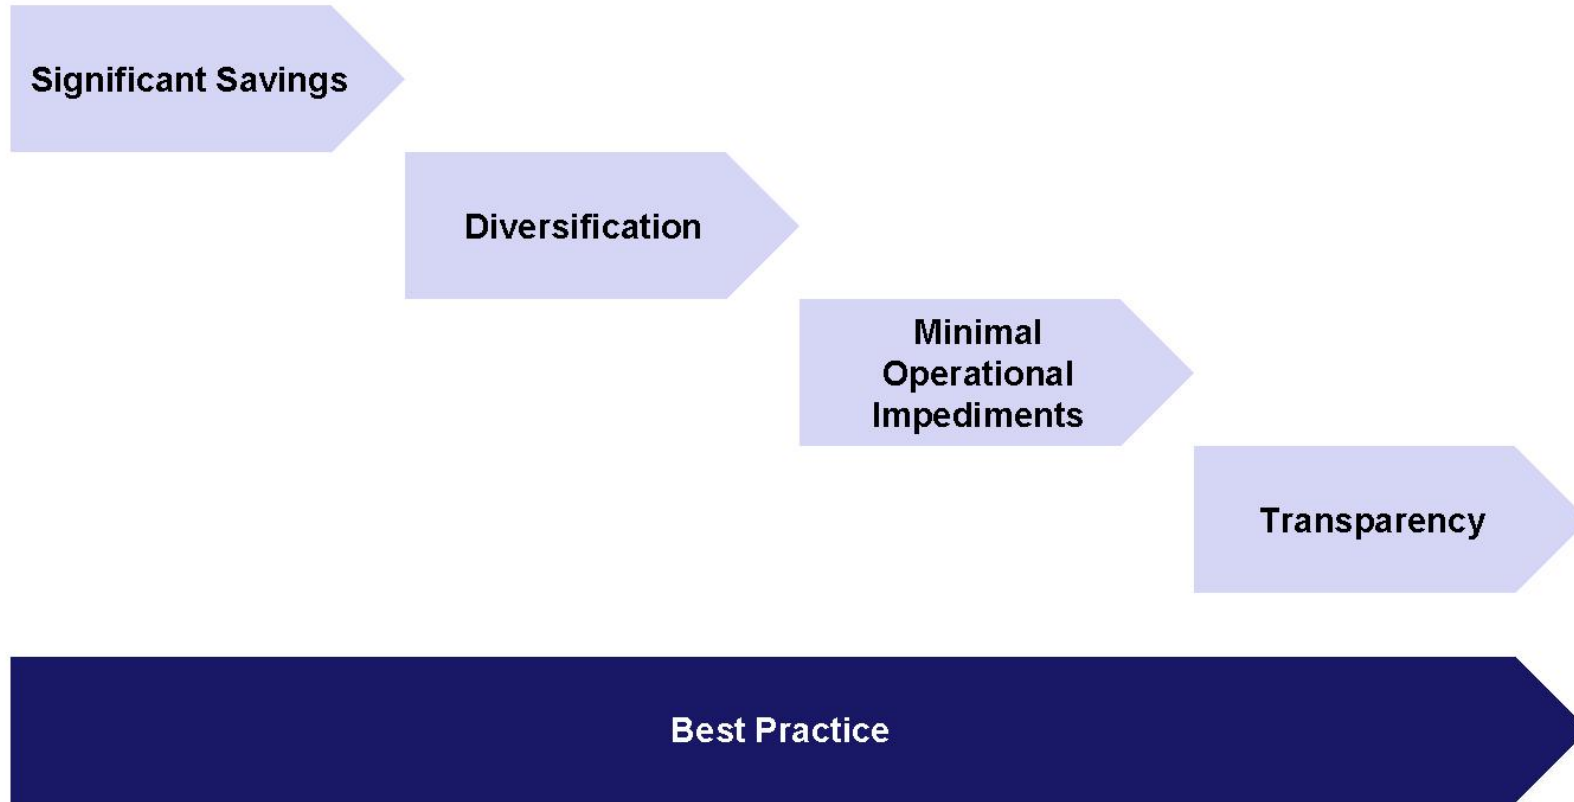 Significant Savings
Diversification
Minimal
Operational
Impediments
Transparency
Best Practice